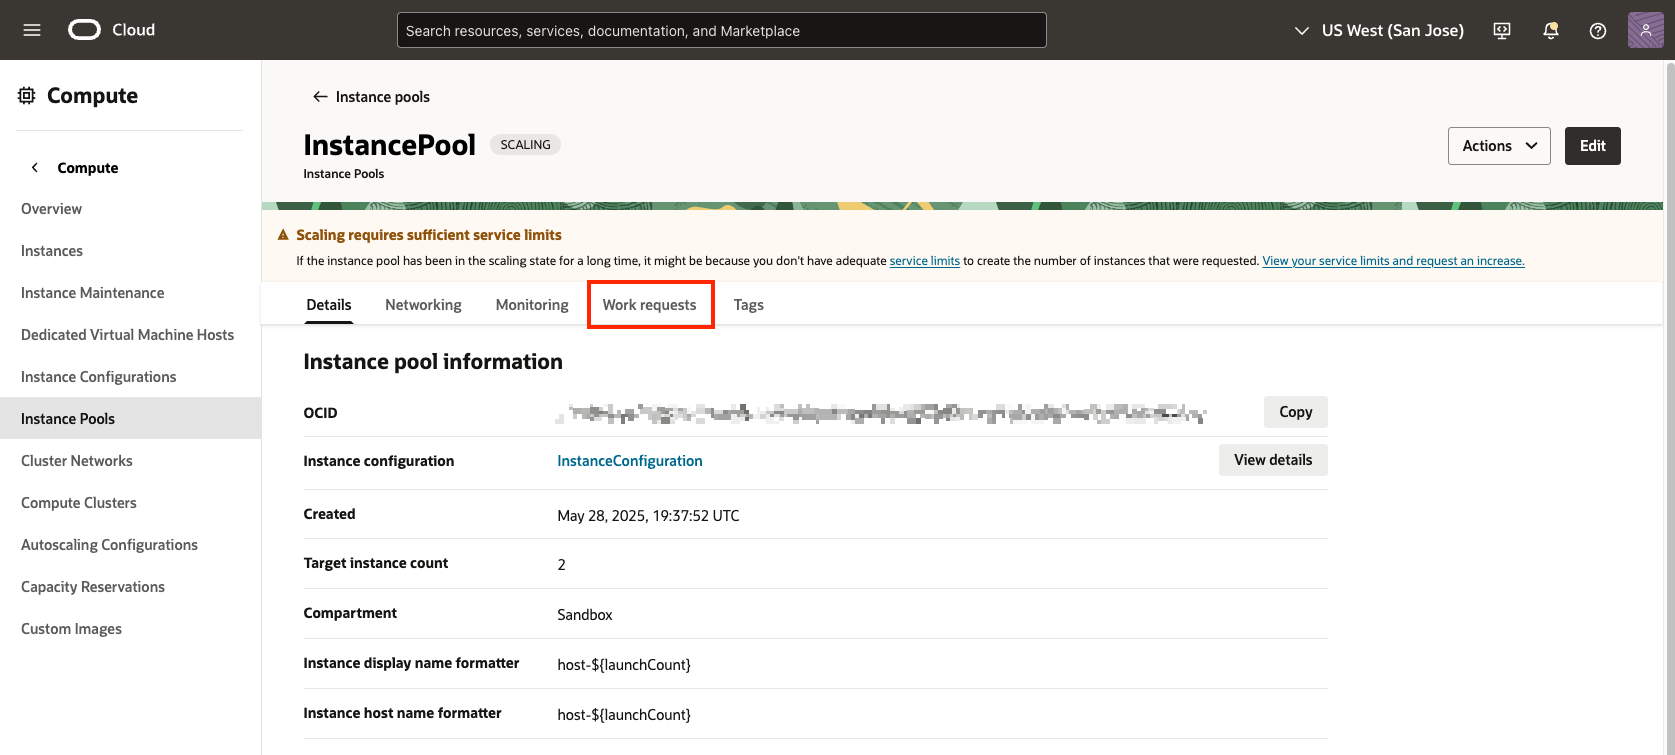 Cloud
Search resources, services, documentation, and Marketplace
US West (San Jose)
Compute
Compute
Overview
Instances
Instance Maintenance
Dedicated Virtual Machine Hosts
Instance Configurations
Instance Pools
Cluster Networks
Compute Clusters
Autoscaling Configurations
Capacity Reservations
Custom Images
Instance pools
InstancePool SCALING
Instance Pools
Actions
Edit
Scaling requires sufficient service limits
If the instance pool has been in the scaling state for a long time, it might be because you don't have adequate service limits to create the number of instances that were requested. View your service limits and request an increase.
Details Networking Monitoring Work requests Tags
Instance pool information
OCID Copy
Instance configuration InstanceConfiguration View details
Created May 28, 2025, 19:37:52 UTC
Target instance count 2
Compartment Sandbox
Instance display name formatter host-${launchCount}
Instance host name formatter host-${launchCount}